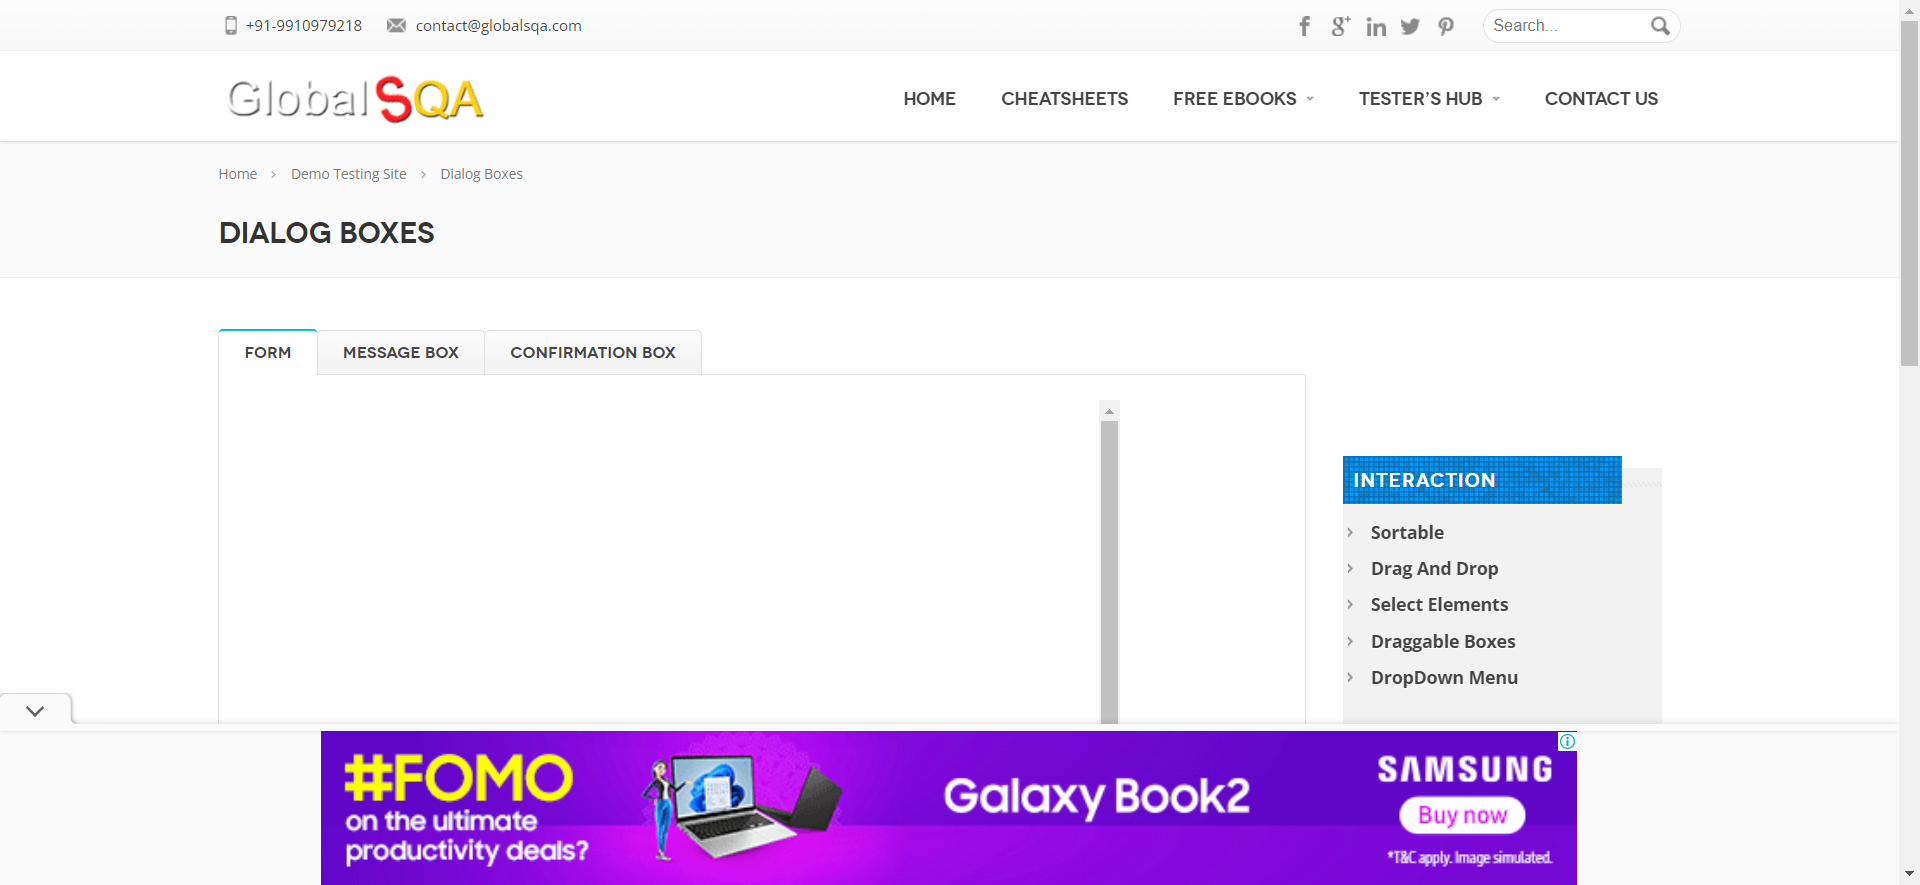 +91-9910979218 contact@globalsqa.com
Search...
GlobalSQA
HOME CHEATSHEETS FREE EBOOKS TESTER'S HUB CONTACT US
Home > Demo Testing Site > Dialog Boxes
DIALOG BOXES
FORM MESSAGE BOX CONFIRMATION BOX
INTERACTION
Sortable
Drag And Drop
Select Elements
Draggable Boxes
DropDown Menu
#FOMO
on the ultimate
productivity deals?
Galaxy Book2
SAMSUNG
Buy now
*T&C apply. Image simulated.